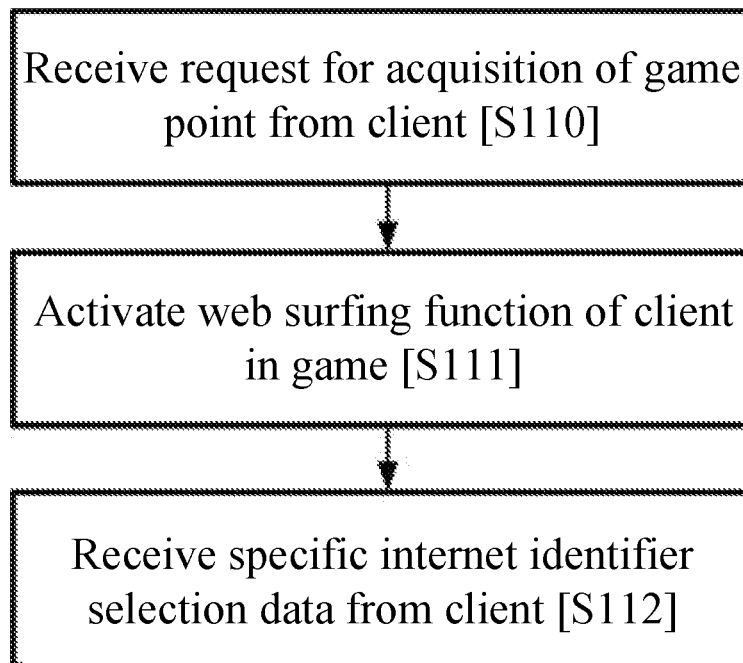 Receive request for acquisition of game
point from client [S110]
Activate web surfing function of client
in game [S111]
Receive specific internet identifier
selection data from client [S112]